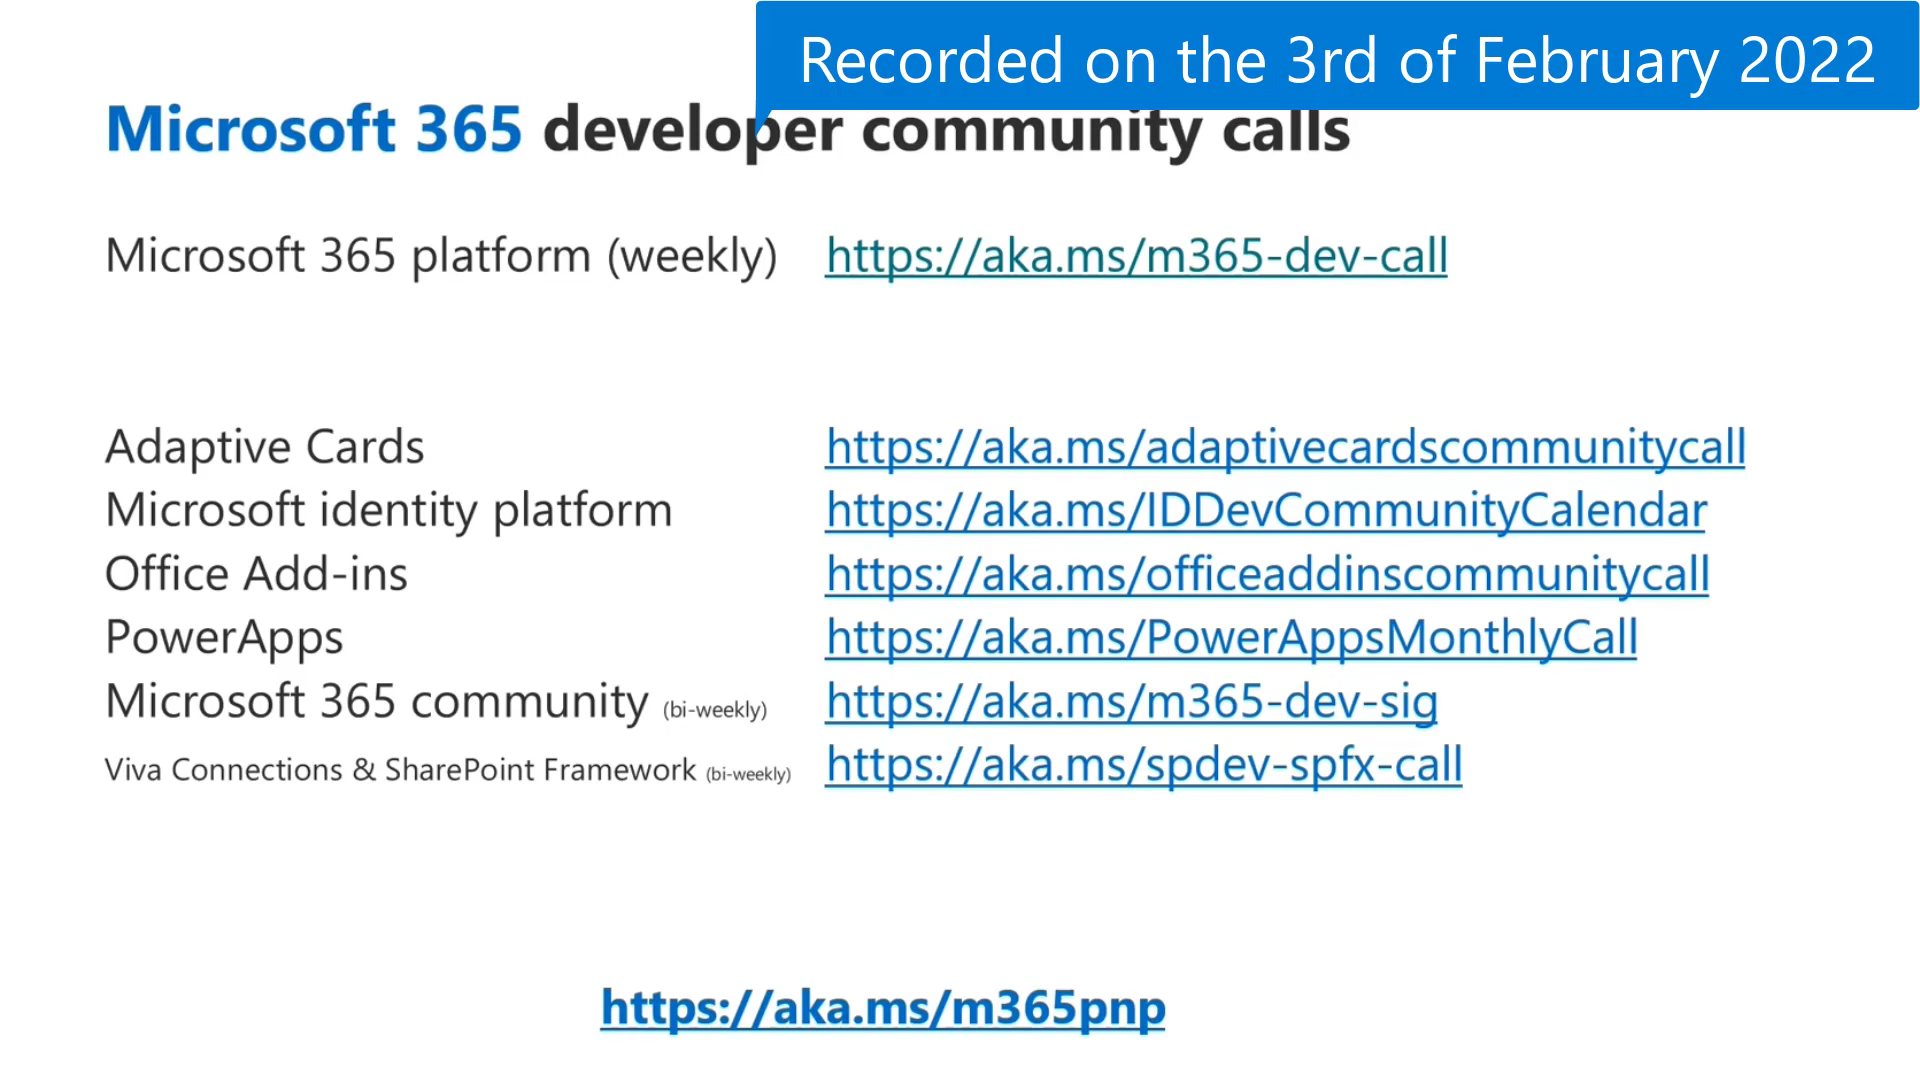 Recorded on the 3rd of February 2022
Microsoft 365 developer community calls
Microsoft 365 platform (weekly) https://aka.ms/m365-dev-call
Adaptive Cards https://aka.ms/adaptivecardscommunitycall
Microsoft identity platform https://aka.ms/IDDevCommunityCalendar
Office Add-ins https://aka.ms/officeaddinscommunitycall
PowerApps https://aka.ms/PowerAppsMonthlyCall
Microsoft 365 community (bi-weekly) https://aka.ms/m365-dev-sig
Viva Connections & SharePoint Framework (bi-weekly) https://aka.ms/spdev-spfx-call
https://aka.ms/m365pnp